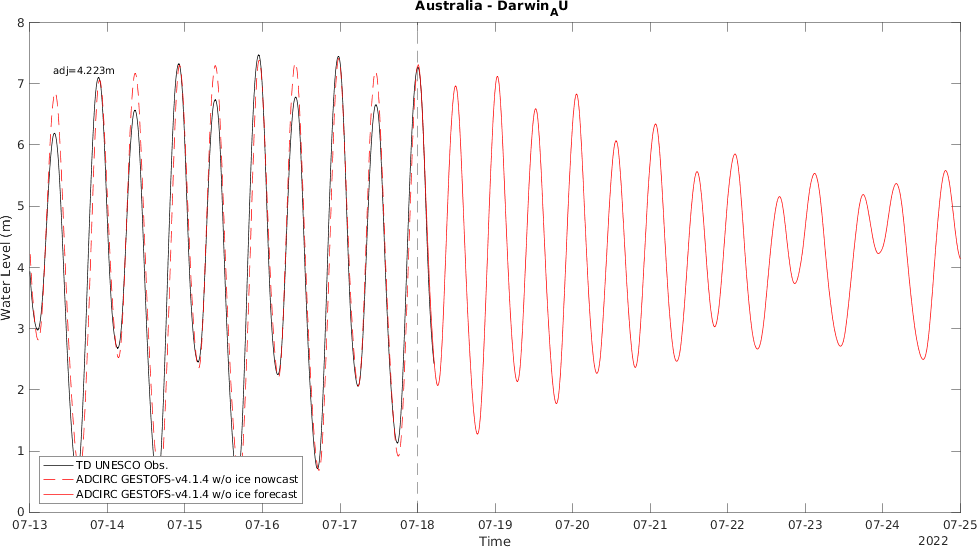 Australia - Darwin_AU
8
7
6
5
4
3
2
1
0
Water Level (m)
adj=4.223m
TD UNESCO Obs.
ADCIRC GESTOFS-v4.1.4 w/o ice nowcast
ADCIRC GESTOFS-v4.1.4 w/o ice forecast
07-13 07-14 07-15 07-16 07-17 07-18 07-19 07-20 07-21 07-22 07-23 07-24 07-25
Time
2022